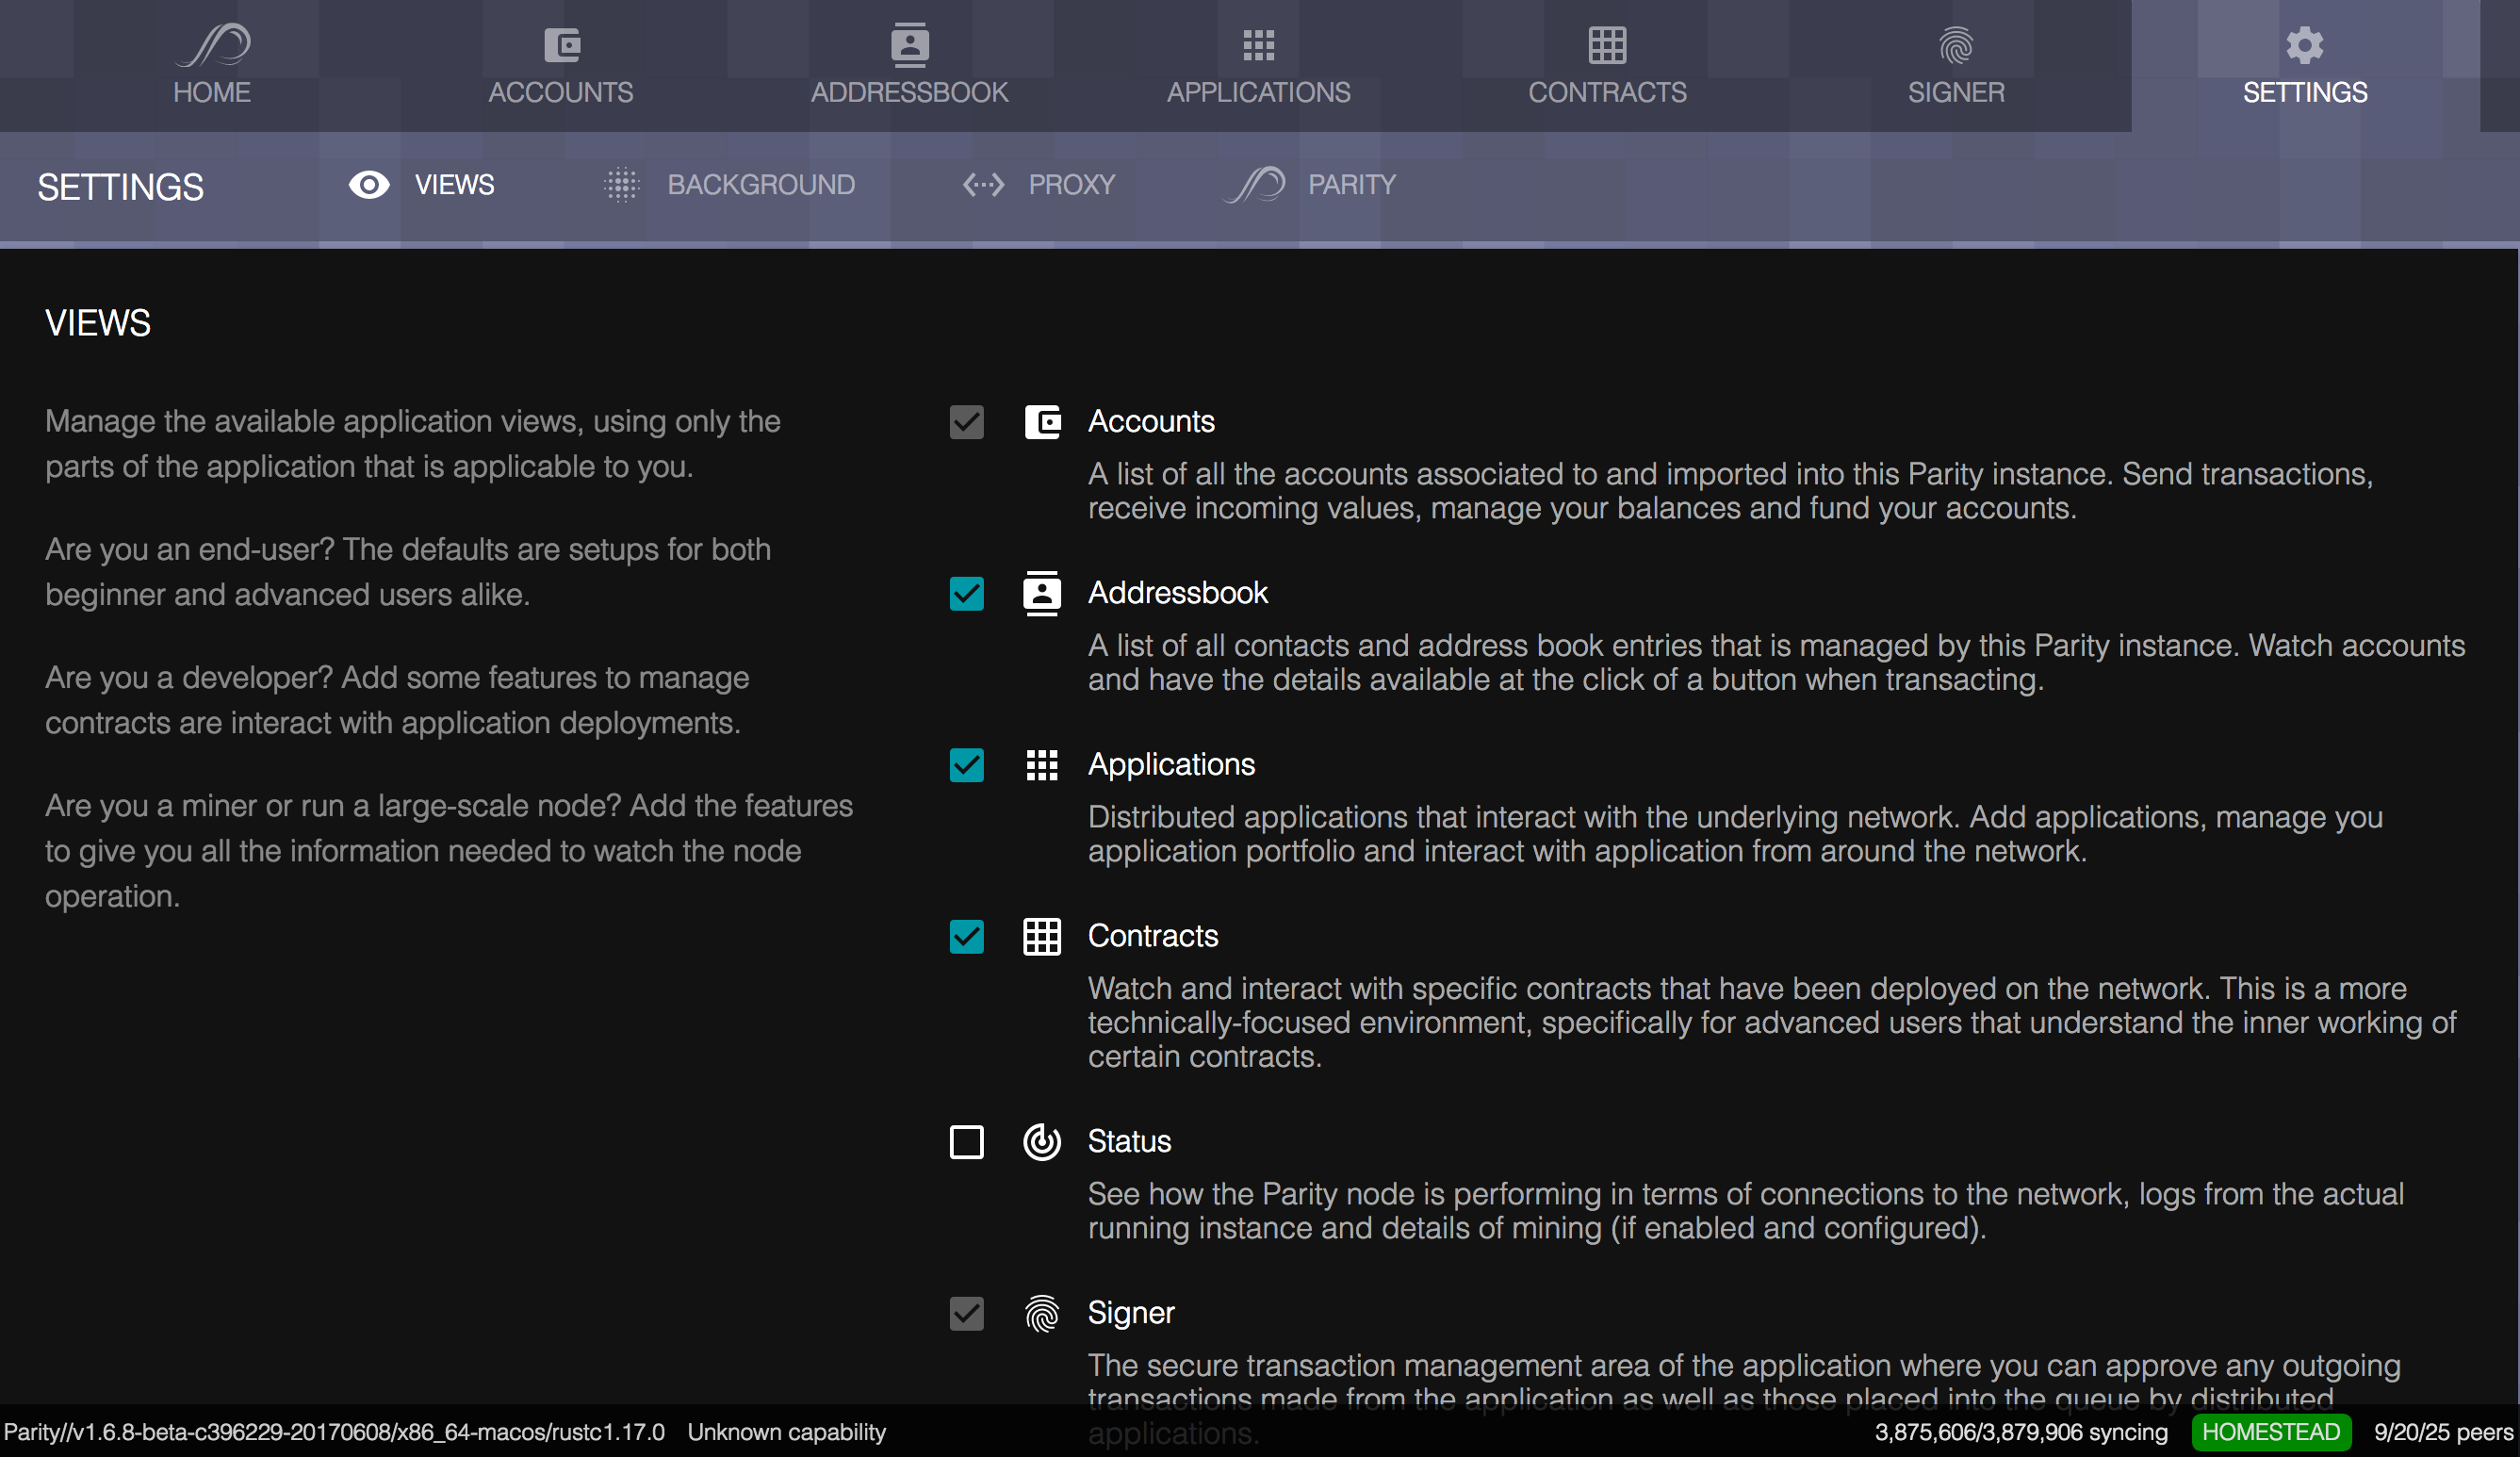 HOME
ACCOUNTS
ADDRESSBOOK
APPLICATIONS
CONTRACTS
SIGNER
SETTINGS
SETTINGS
VIEWS
BACKGROUND
PROXY
PARITY
VIEWS
Manage the available application views, using only the
parts of the application that is applicable to you.
Are you an end-user? The defaults are setups for both
beginner and advanced users alike.
Are you a developer? Add some features to manage
contracts are interact with application deployments.
Are you a miner or run a large-scale node? Add the features
to give you all the information needed to watch the node
operation.
Accounts
A list of all the accounts associated to and imported into this Parity instance. Send transactions,
receive incoming values, manage your balances and fund your accounts.
Addressbook
A list of all contacts and address book entries that is managed by this Parity instance. Watch accounts
and have the details available at the click of a button when transacting.
Applications
Distributed applications that interact with the underlying network. Add applications, manage you
application portfolio and interact with application from around the network.
Contracts
Watch and interact with specific contracts that have been deployed on the network. This is a more
technically-focused environment, specifically for advanced users that understand the inner working of
certain contracts.
Status
See how the Parity node is performing in terms of connections to the network, logs from the actual
running instance and details of mining (if enabled and configured).
Signer
The secure transaction management area of the application where you can approve any outgoing
transactions made from the application as well as those placed into the queue by distributed
applications.
Parity//v1.6.8-beta-c396229-20170608/x86_64-macos/rustc1.17.0
Unknown capability
3,875,606/3,879,906 syncing
HOMESTEAD
9/20/25 peers